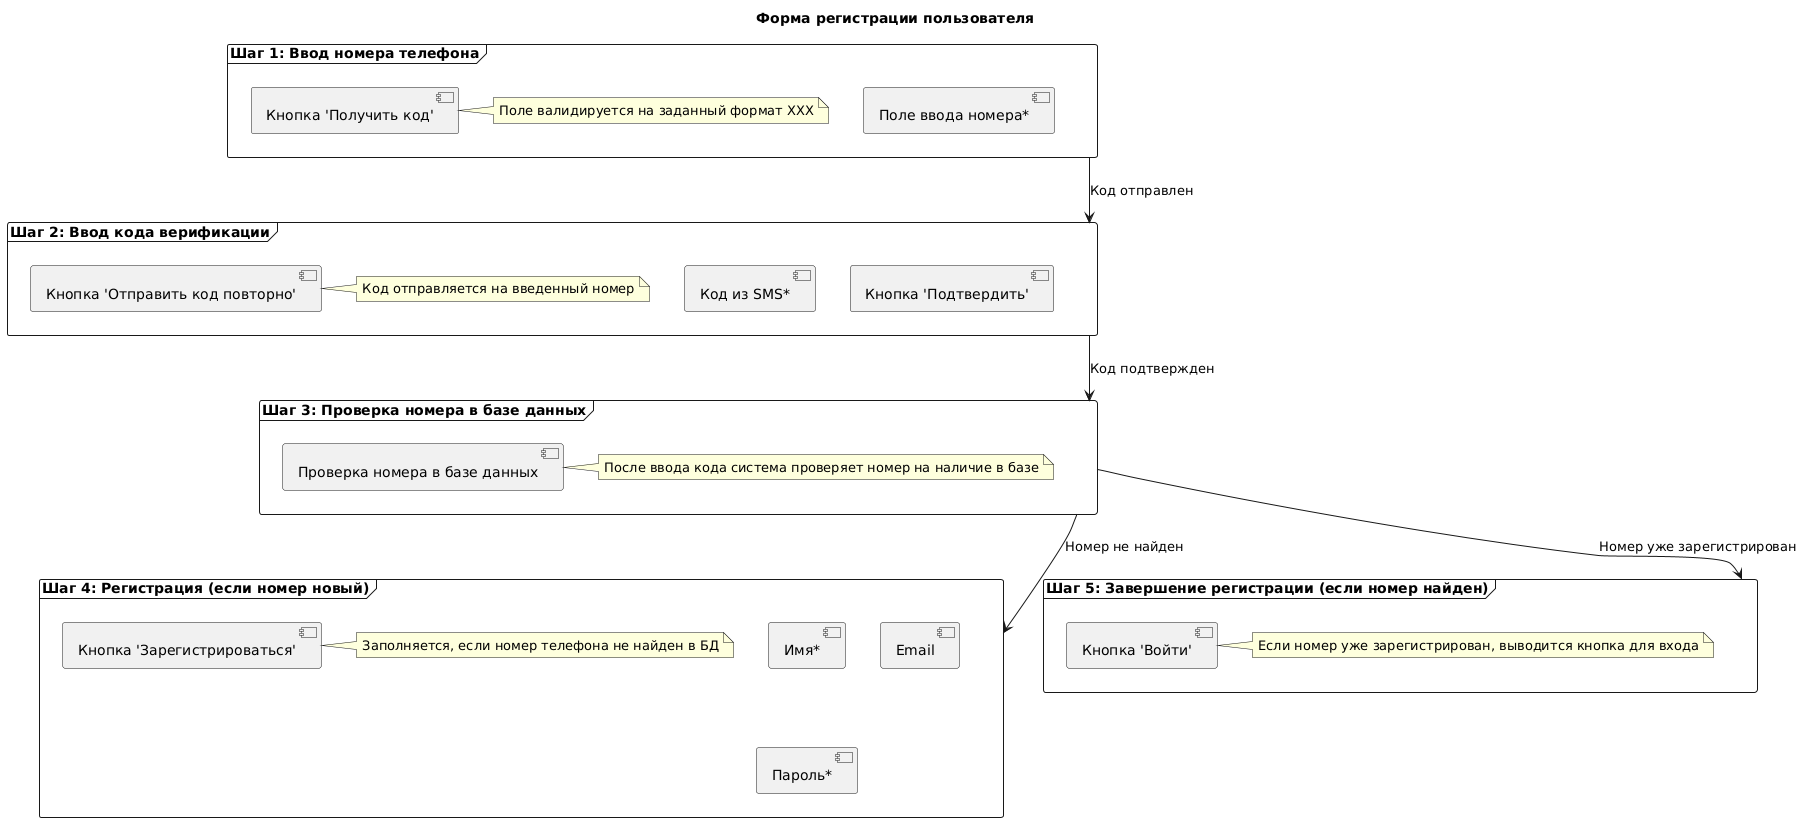 Форма регистрации пользователя
Шаг 1: Ввод номера телефона
Кнопка 'Получить код'
Поле валидируется на заданный формат XXX
Поле ввода номера*
Код отправлен
Шаг 2: Ввод кода верификации
Кнопка 'Отправить код повторно'
Код отправляется на введенный номер
Код из SMS*
Кнопка 'Подтвердить'
Код подтвержден
Шаг 3: Проверка номера в базе данных
Проверка номера в базе данных
После ввода кода система проверяет номер на наличие в базе
Номер не найден
Номер уже зарегистрирован
Шаг 4: Регистрация (если номер новый)
Кнопка 'Зарегистрироваться'
Заполняется, если номер телефона не найден в БД
Имя*
Email
Пароль*
Шаг 5: Завершение регистрации (если номер найден)
Кнопка 'Войти'
Если номер уже зарегистрирован, выводится кнопка для входа